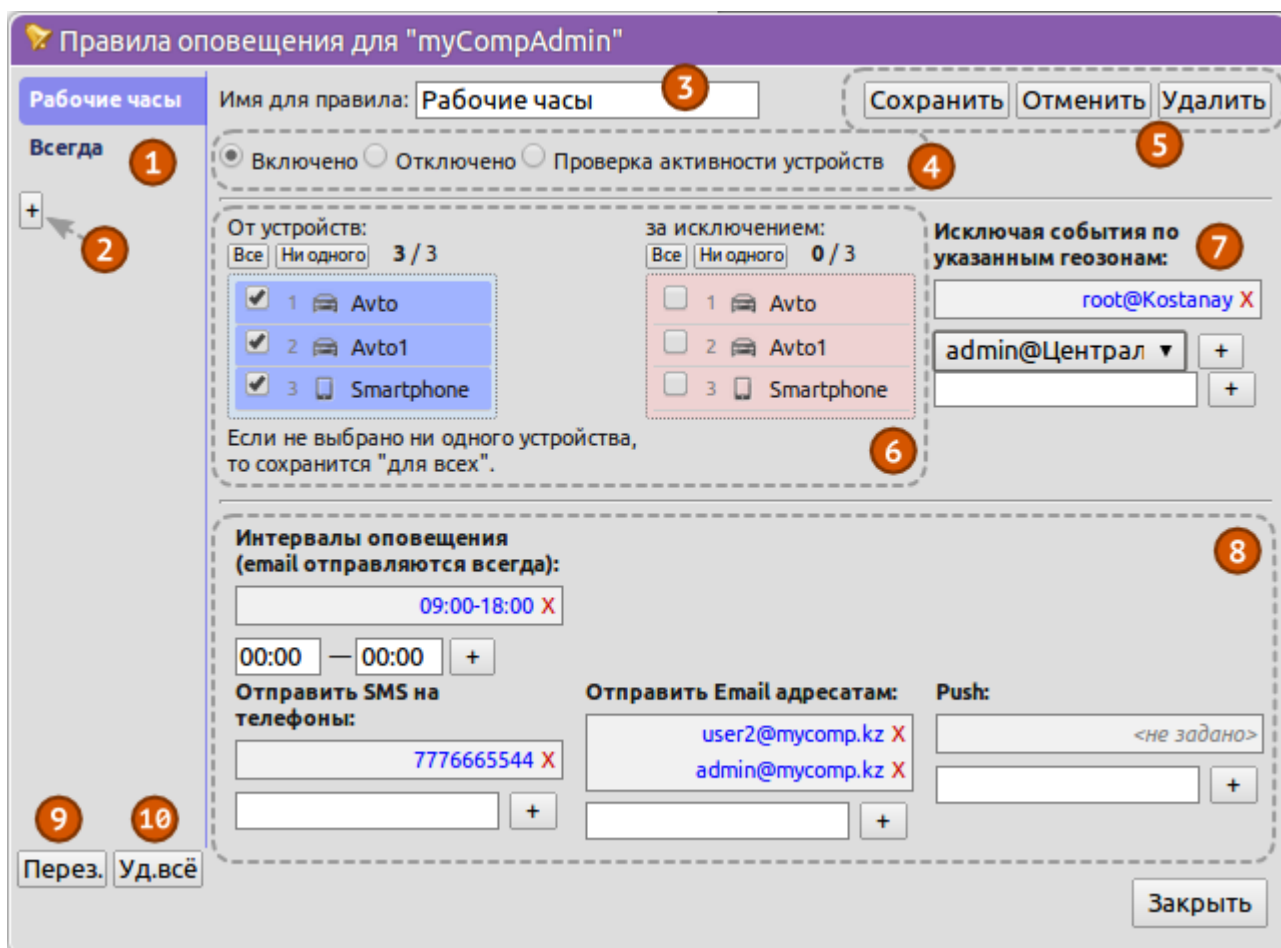 Правила оповещения для "myCompAdmin"
Рабочие часы
Всегда
1
+
2
Имя для правила: Рабочие часы
3
Сохранить Отменить Удалить
5
Включено Отключено Проверка активности устройств
4
От устройств:
Все Ни одного 3 / 3
1 Avto
2 Avto1
3 Smartphone
за исключением:
Все Ни одного 0 / 3
1 Avto
2 Avto1
3 Smartphone
Если не выбрано ни одного устройства,
то сохранится "для всех".
6
Исключая события по
указанным геозонам:
7
root@Kostanay X
admin@Централ ▼ +
+
Интервалы оповещения
(email отправляются всегда):
8
09:00-18:00 X
00:00 — 00:00 +
Отправить SMS на
телефоны:
7776665544 X
+
Отправить Email адресатам:
user2@mycomp.kz X
admin@mycomp.kz X
+
Push:
<не задано>
+
9
10
Перез. Уд.всё
Закрыть